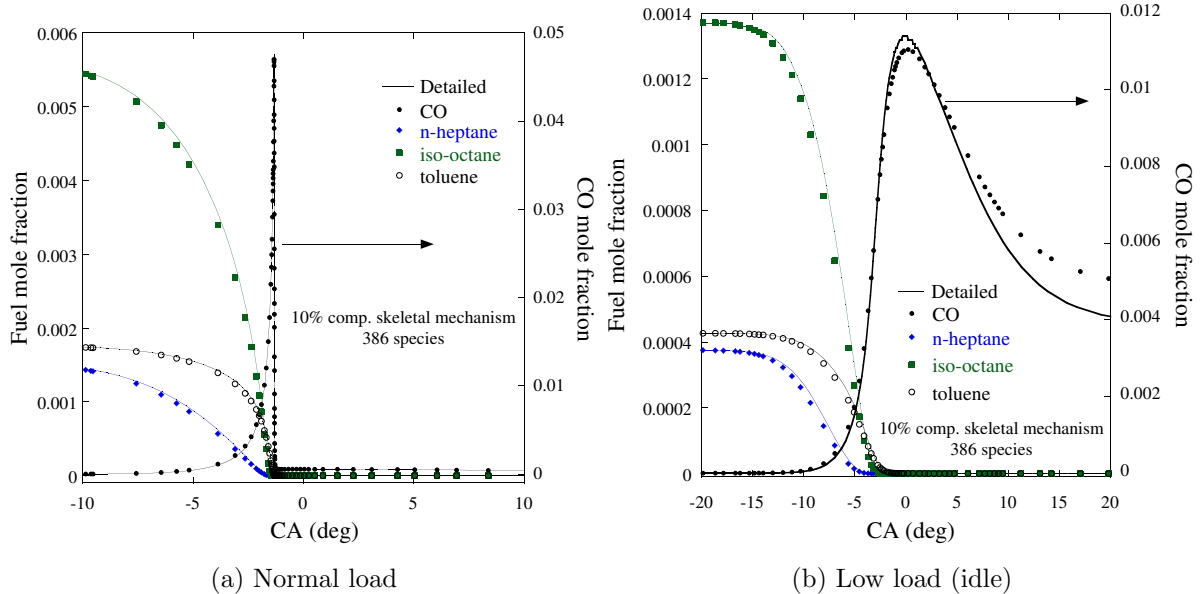 0.006
0.005
0.004
0.003
0.002
0.001
0
Fuel mole fraction
-10
-5
0
5
10
CA (deg)
0.05
0.04
0.03
0.02
0.01
0
CO mole fraction
Detailed
CO
n-heptane
iso-octane
toluene
10% comp. skeletal mechanism
386 species
(a) Normal load
0.0014
0.0012
0.001
0.0008
0.0006
0.0004
0.0002
0
Fuel mole fraction
-20
-15
-10
-5
0
5
10
15
20
CA (deg)
0.012
0.01
0.008
0.006
0.004
0.002
0
CO mole fraction
Detailed
CO
n-heptane
iso-octane
toluene
10% comp. skeletal mechanism
386 species
(b) Low load (idle)